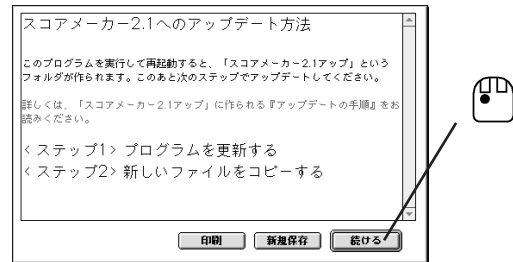 スコアメーカー2.1へのアップデート方法
このプログラムを実行して再起動すると、「スコアメーカー2.1アップ」という
フォルダが作られます。このあと次のステップでアップデートしてください。
詳しくは、「スコアメーカー2.1アップ」に作られる『アップデートの手順』をお
読みください。
<ステップ1> プログラムを更新する
<ステップ2> 新しいファイルをコピーする
印刷 新規保存 続ける